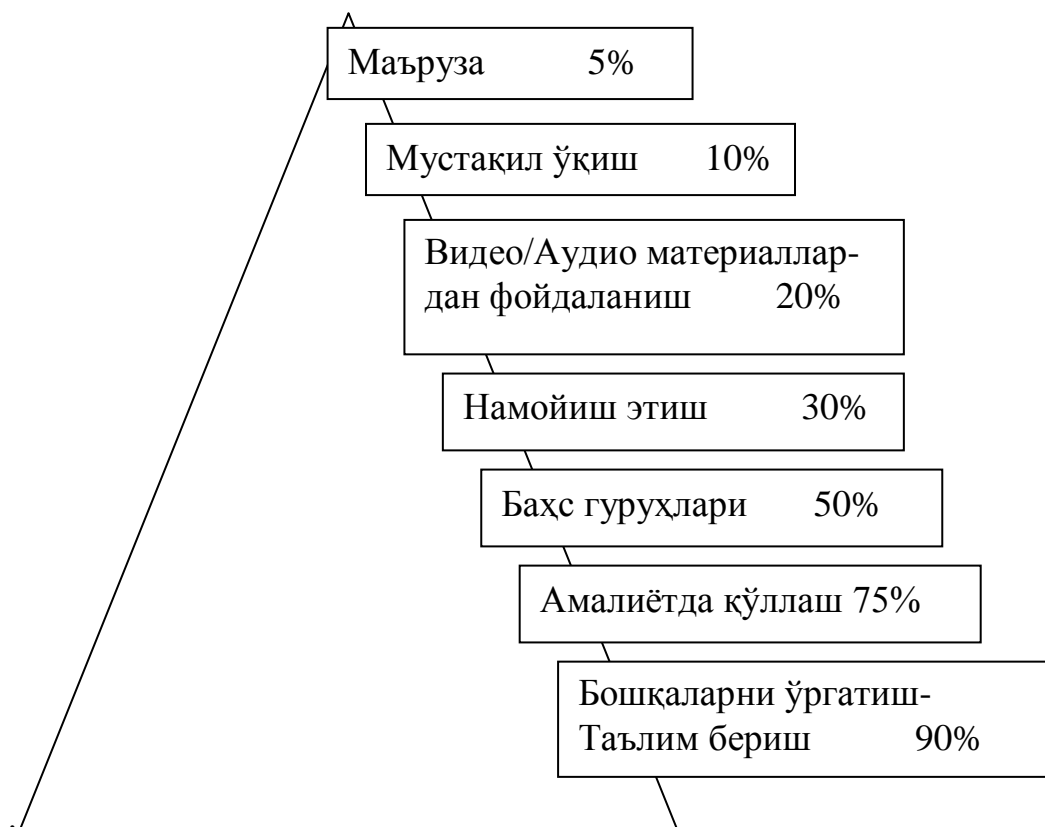 Маъруза 5%
Мустақил ўқиш 10%
Видео/Аудио материаллар-
дан фойдаланиш 20%
Намойиш этиш 30%
Баҳс гуруҳлари 50%
Амалиётда қўллаш 75%
Бошқаларни ўргатиш-
Таълим бериш 90%